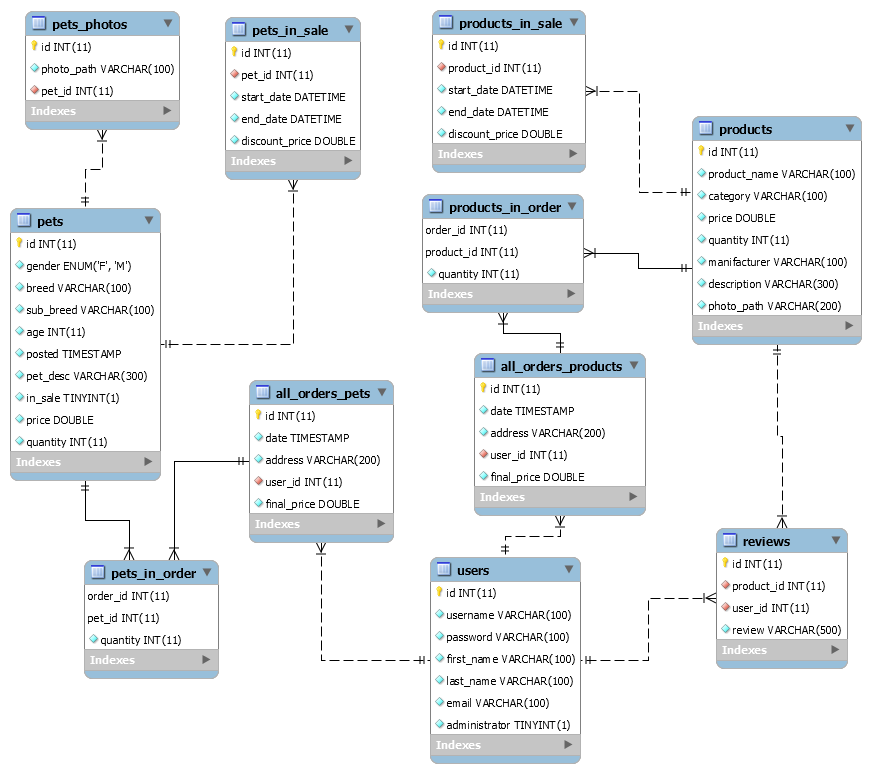 pets_photos
id INT(11)
photo_path VARCHAR(100)
pet_id INT(11)
Indexes
pets_in_sale
id INT(11)
pet_id INT(11)
start_date DATETIME
end_date DATETIME
discount_price DOUBLE
Indexes
products_in_sale
id INT(11)
product_id INT(11)
start_date DATETIME
end_date DATETIME
discount_price DOUBLE
Indexes
products
id INT(11)
product_name VARCHAR(100)
category VARCHAR(100)
price DOUBLE
quantity INT(11)
manifacturer VARCHAR(100)
description VARCHAR(300)
photo_path VARCHAR(200)
Indexes
pets
id INT(11)
gender ENUM('F', 'M')
breed VARCHAR(100)
sub_breed VARCHAR(100)
age INT(11)
posted TIMESTAMP
pet_desc VARCHAR(300)
in_sale TINYINT(1)
price DOUBLE
quantity INT(11)
Indexes
products_in_order
order_id INT(11)
product_id INT(11)
quantity INT(11)
Indexes
all_orders_pets
id INT(11)
date TIMESTAMP
address VARCHAR(200)
user_id INT(11)
final_price DOUBLE
Indexes
all_orders_products
id INT(11)
date TIMESTAMP
address VARCHAR(200)
user_id INT(11)
final_price DOUBLE
Indexes
pets_in_order
order_id INT(11)
pet_id INT(11)
quantity INT(11)
Indexes
users
id INT(11)
username VARCHAR(100)
password VARCHAR(100)
first_name VARCHAR(100)
last_name VARCHAR(100)
email VARCHAR(100)
administrator TINYINT(1)
Indexes
reviews
id INT(11)
product_id INT(11)
user_id INT(11)
review VARCHAR(500)
Indexes